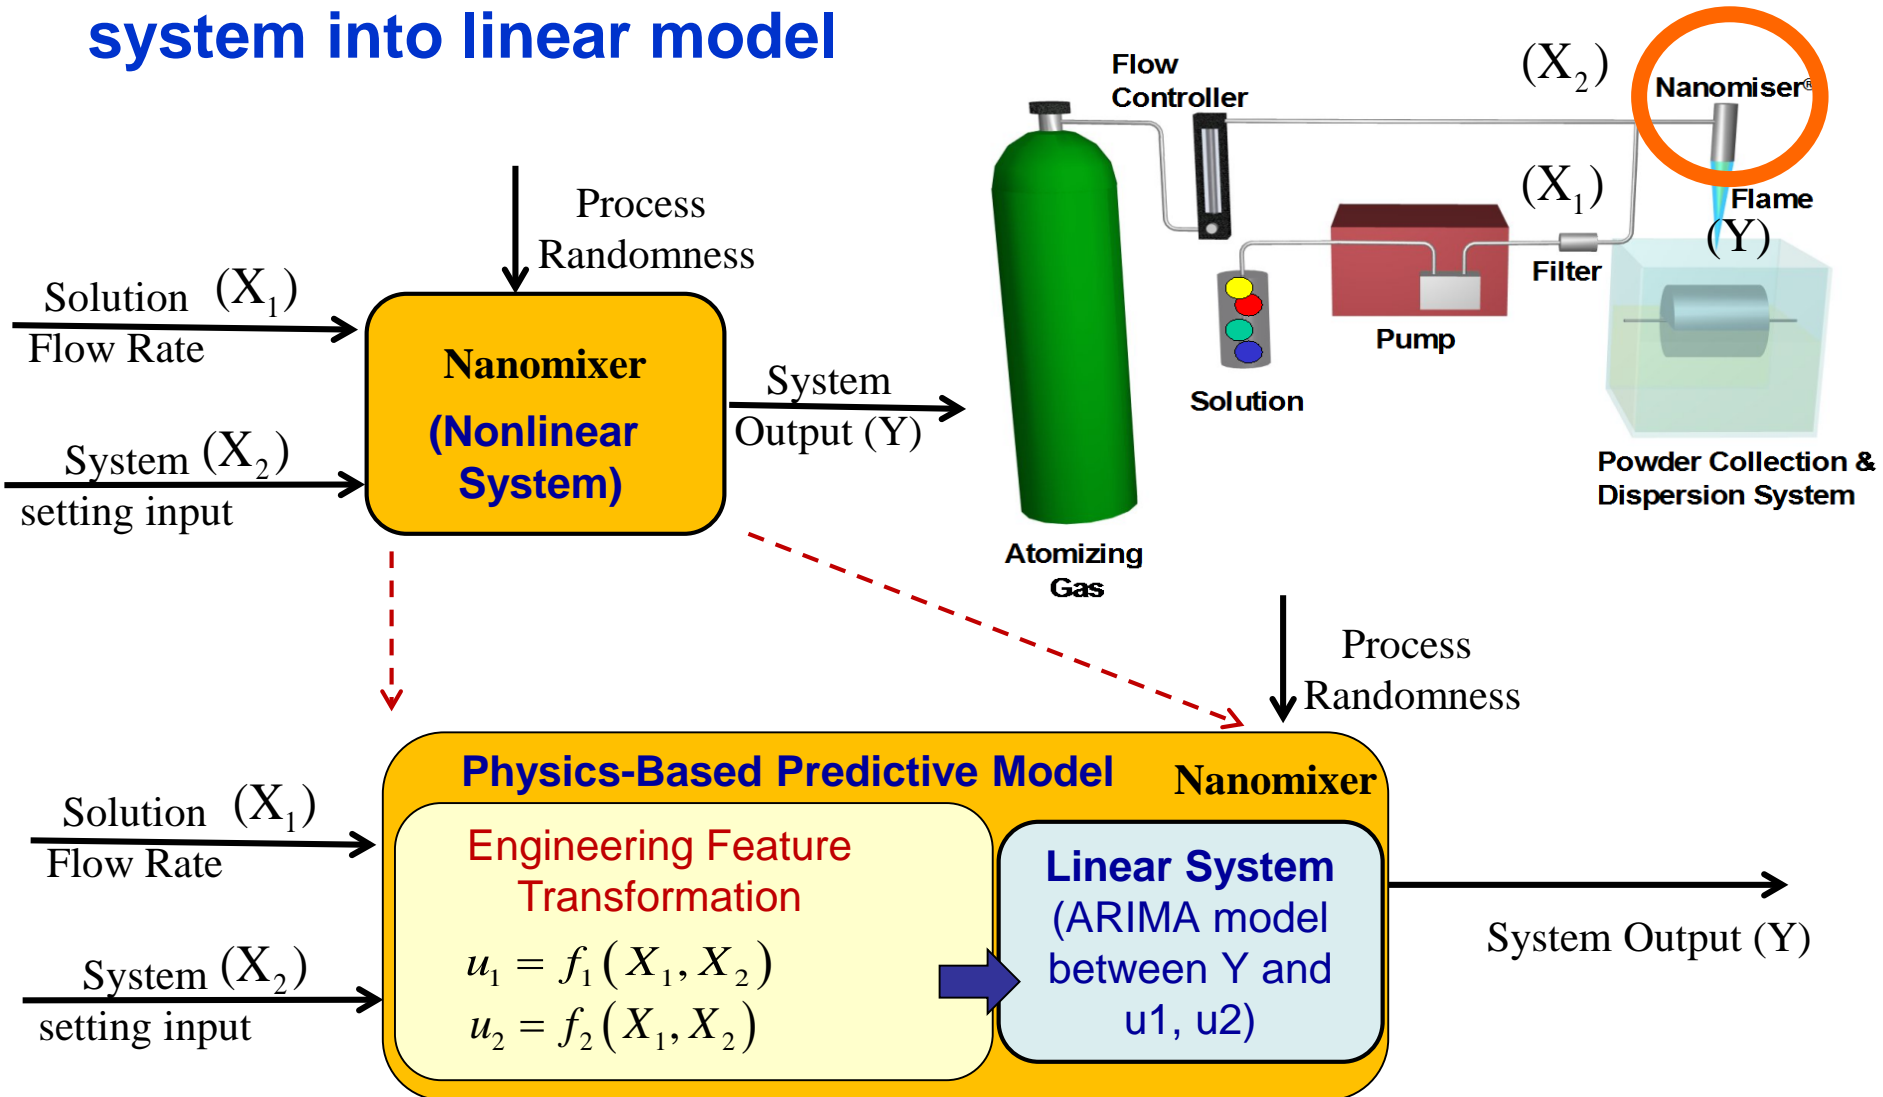 system into linear model
Flow
Controller
(X2)
Nanomiser®
(X1)
Flame
(Y)
Filter
Pump
Solution
Powder Collection &
Dispersion System
Atomizing
Gas
Process
Randomness
Solution (X1)
Flow Rate
System (X2)
setting input
Nanomixer
(Nonlinear
System)
System
Output (Y)
Process
Randomness
Solution (X1)
Flow Rate
System (X2)
setting input
Physics-Based Predictive Model
Nanomixer
Engineering Feature
Transformation
u1 = f1(X1, X2)
u2 = f2(X1, X2)
Linear System
(ARIMA model
between Y and
u1, u2)
System Output (Y)